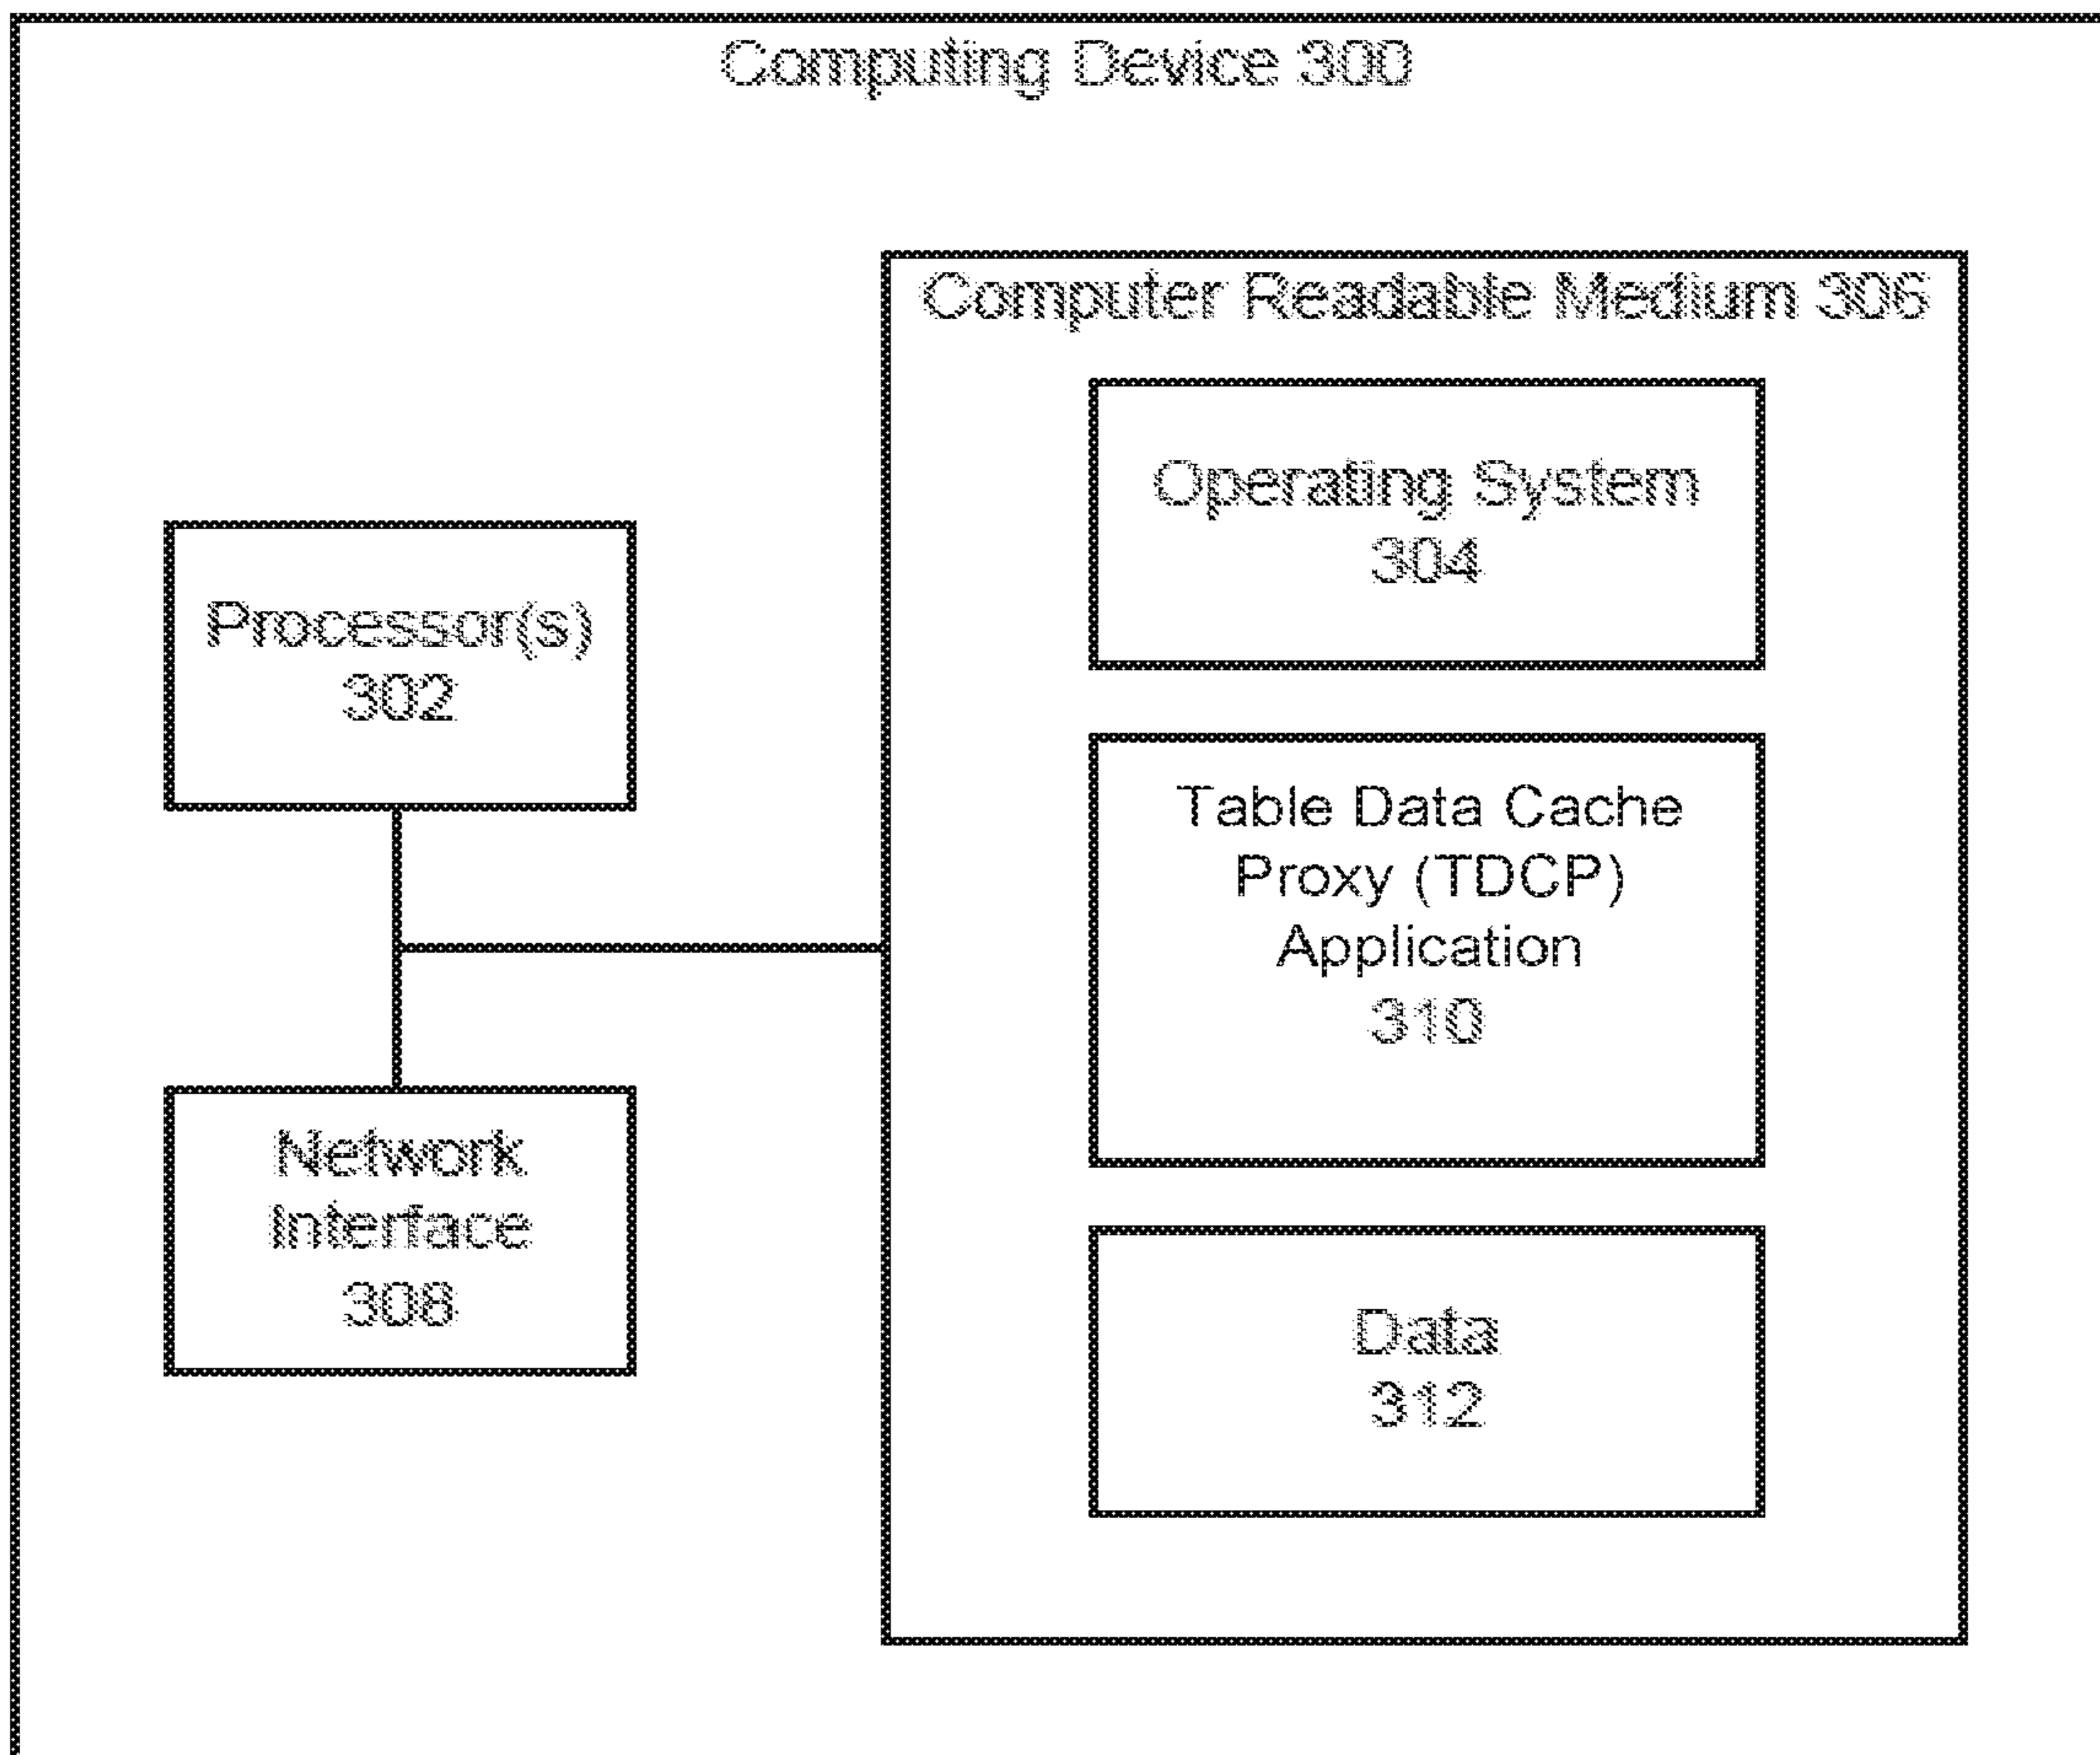 Computing Device 300
Computer Readable Medium 306
Operating System
304
Processor(s)
302
Table Data Cache
Proxy (TDCP)
Application
310
Network
Interface
308
Data
312